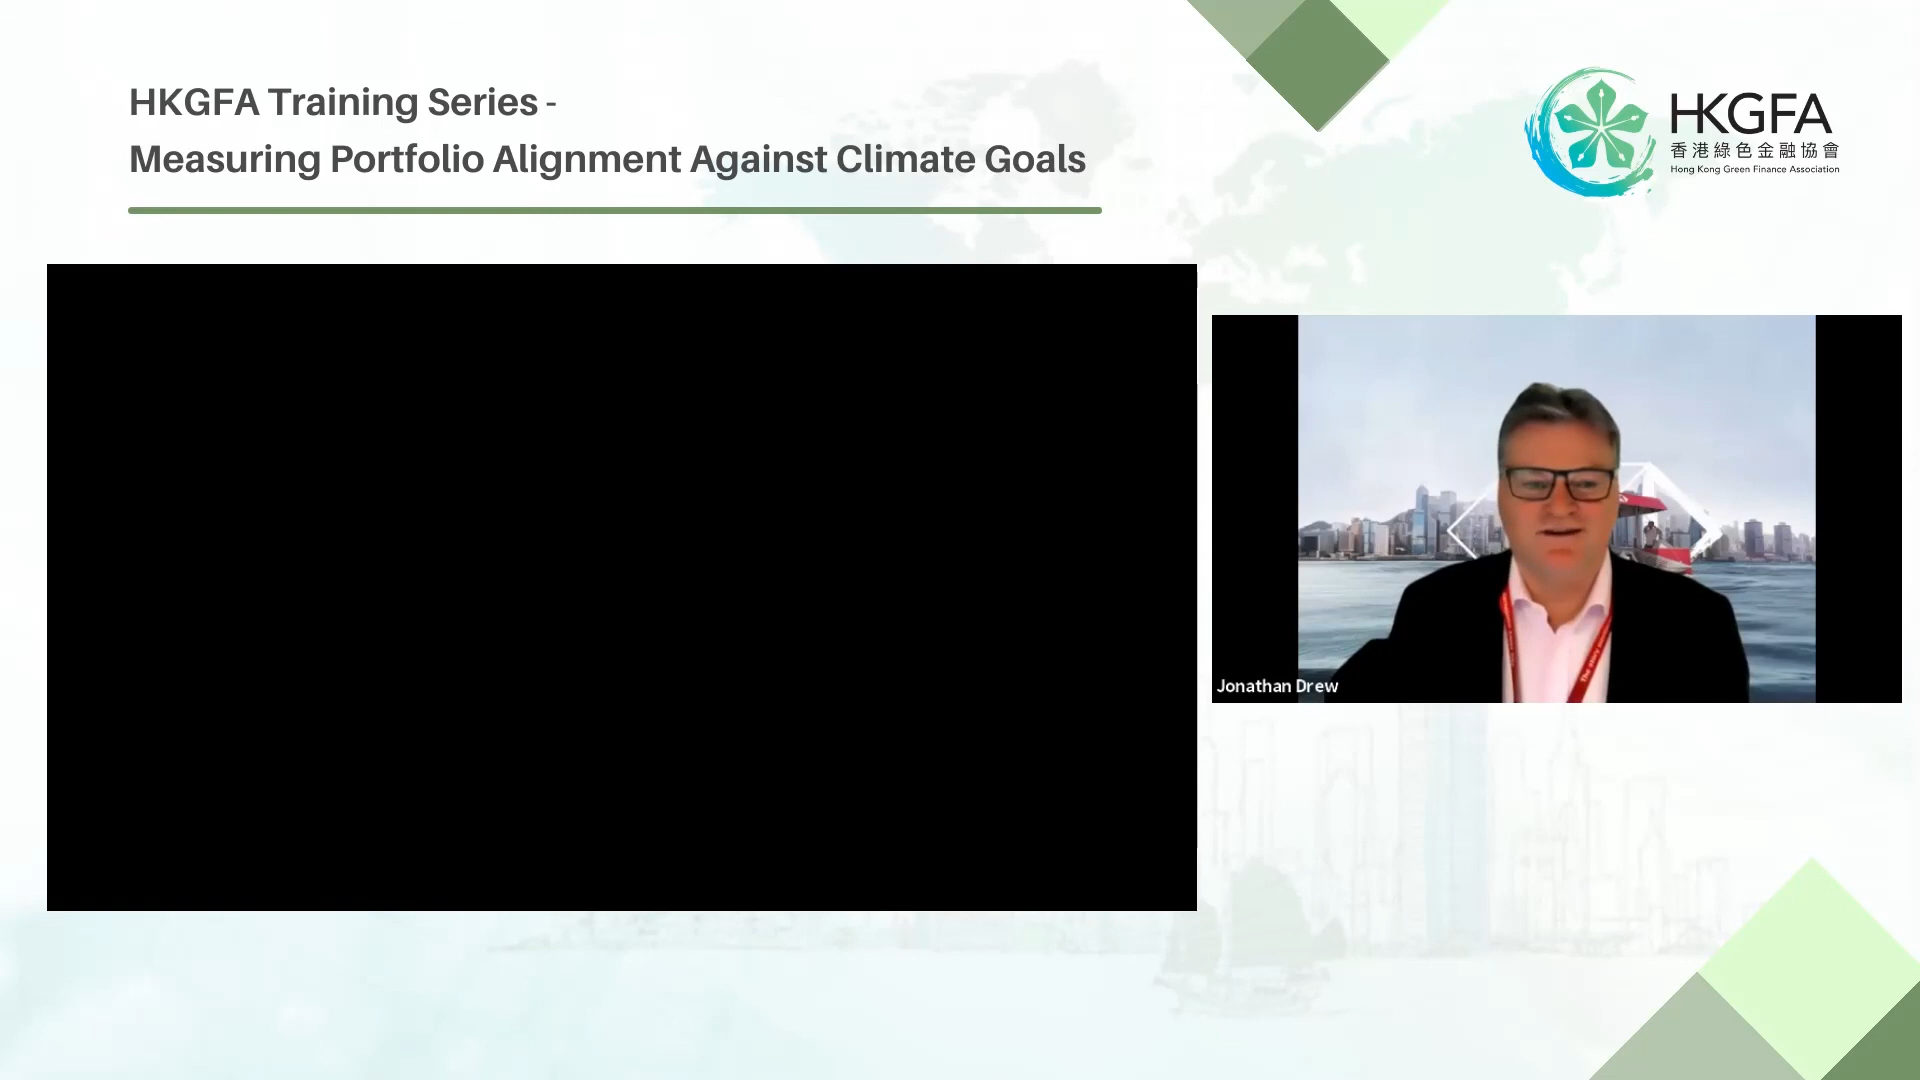 HKGFA Training Series -
Measuring Portfolio Alignment Against Climate Goals
HKGFA
香港綠色金融協會
Hong Kong Green Finance Association
Jonathan Drew